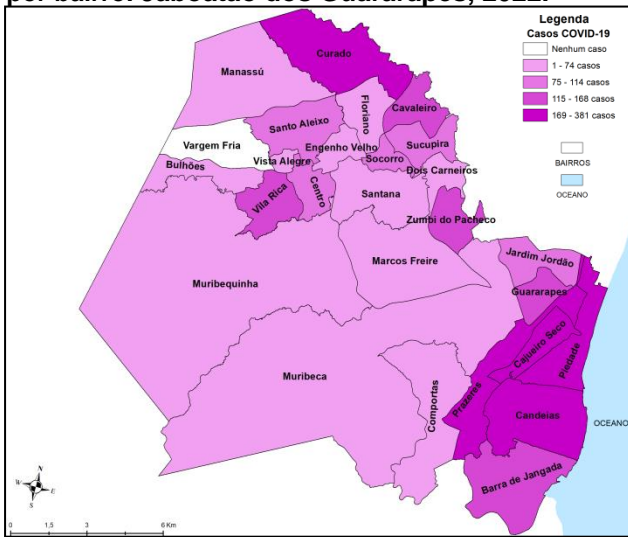 por bairro. Jaboatão dos Guararapes, 2022.
Legenda
Casos COVID-19
Nenhum caso
1 - 74 casos
75 - 114 casos
115 - 168 casos
169 - 381 casos
BAIRROS
OCEANO
Curado
Manassú
Floriano
Cavaleiro
Santo Aleixo
Vargem Fria
Engenho Velho
Sucupira
Vista Alegre
Socorro
Bulhões
Dois Carneiros
Vila Rica
Centro
Santana
Zumbi do Pacheco
Marcos Freire
Jardim Jordão
Muribequinha
Guararapes
Cajueiro Seco
Piedade
Muribeca
Comportas
Prazeres
Candeias
OCEANO
Barra de Jangada
N
W
E
S
0 1,5 3 6 Km